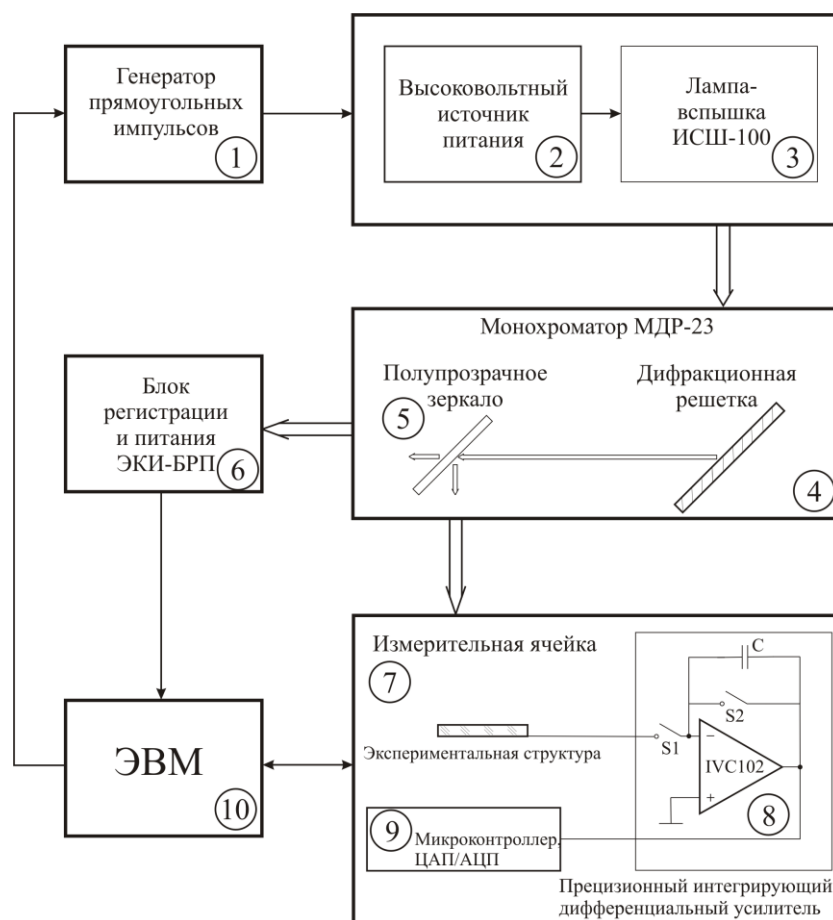 Генератор
прямоугольных
импульсов
1
Высоковольтный
источник
питания
2
Лампа-
вспышка
ИСШ-100
3
Монохроматор МДР-23
Полупрозрачное
зеркало
5
Дифракционная
решетка
4
Блок
регистрации
и питания
ЭКИ-БРП
6
Измерительная ячейка
7
Экспериментальная структура
C
S2
S1
−
IVC102
+
8
9
Микроконтроллер,
ЦАП/АЦП
Прецизионный интегрирующий
дифференциальный усилитель
ЭВМ
10